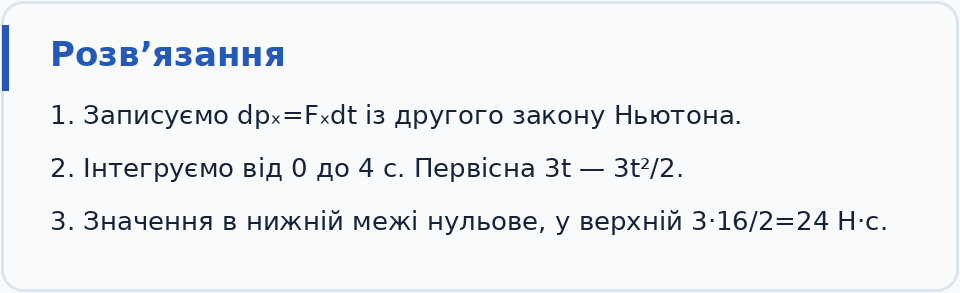 Розв’язання
1. Записуємо dpₓ=Fₓdt із другого закону Ньютона.
2. Інтегруємо від 0 до 4 с. Первісна 3t — 3t²/2.
3. Значення в нижній межі нульове, у верхній 3·16/2=24 Н·с.